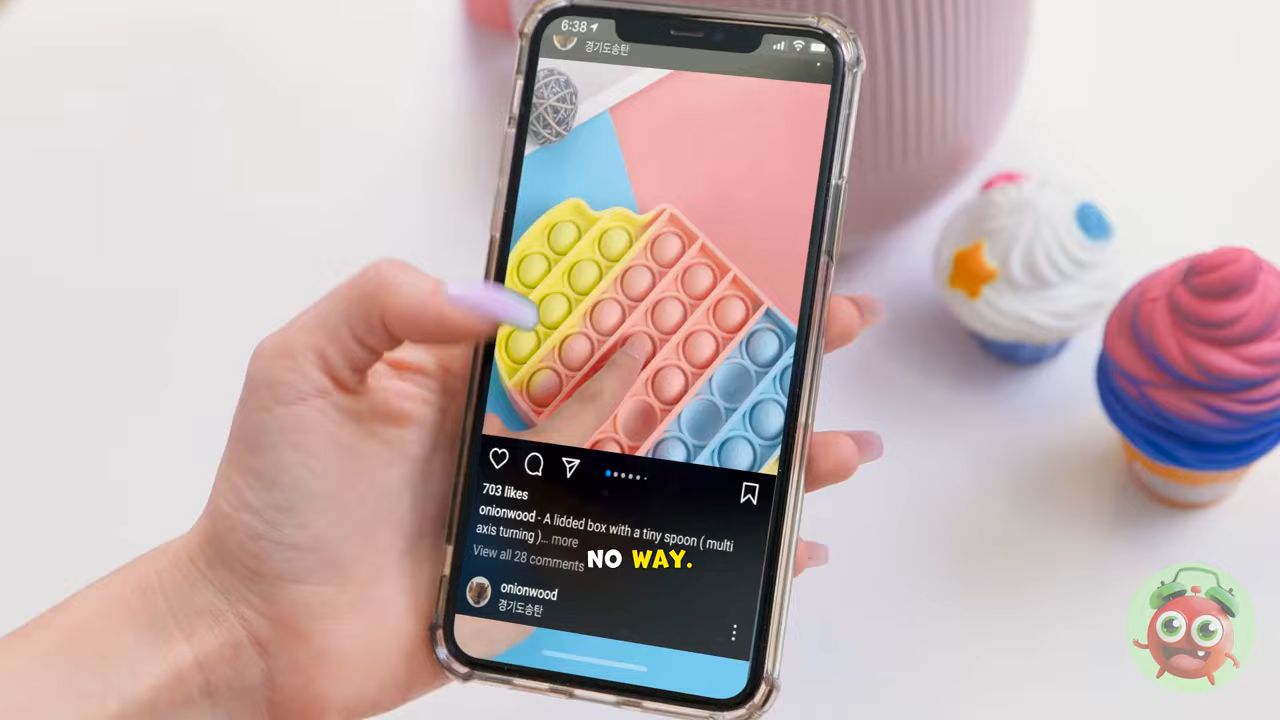 6:38
경기도송탄
703 likes
onionwood - A lidded box with a tiny spoon ( multi
axis turning )... more
View all 28 comments
NO WAY.
onionwood
경기도송탄